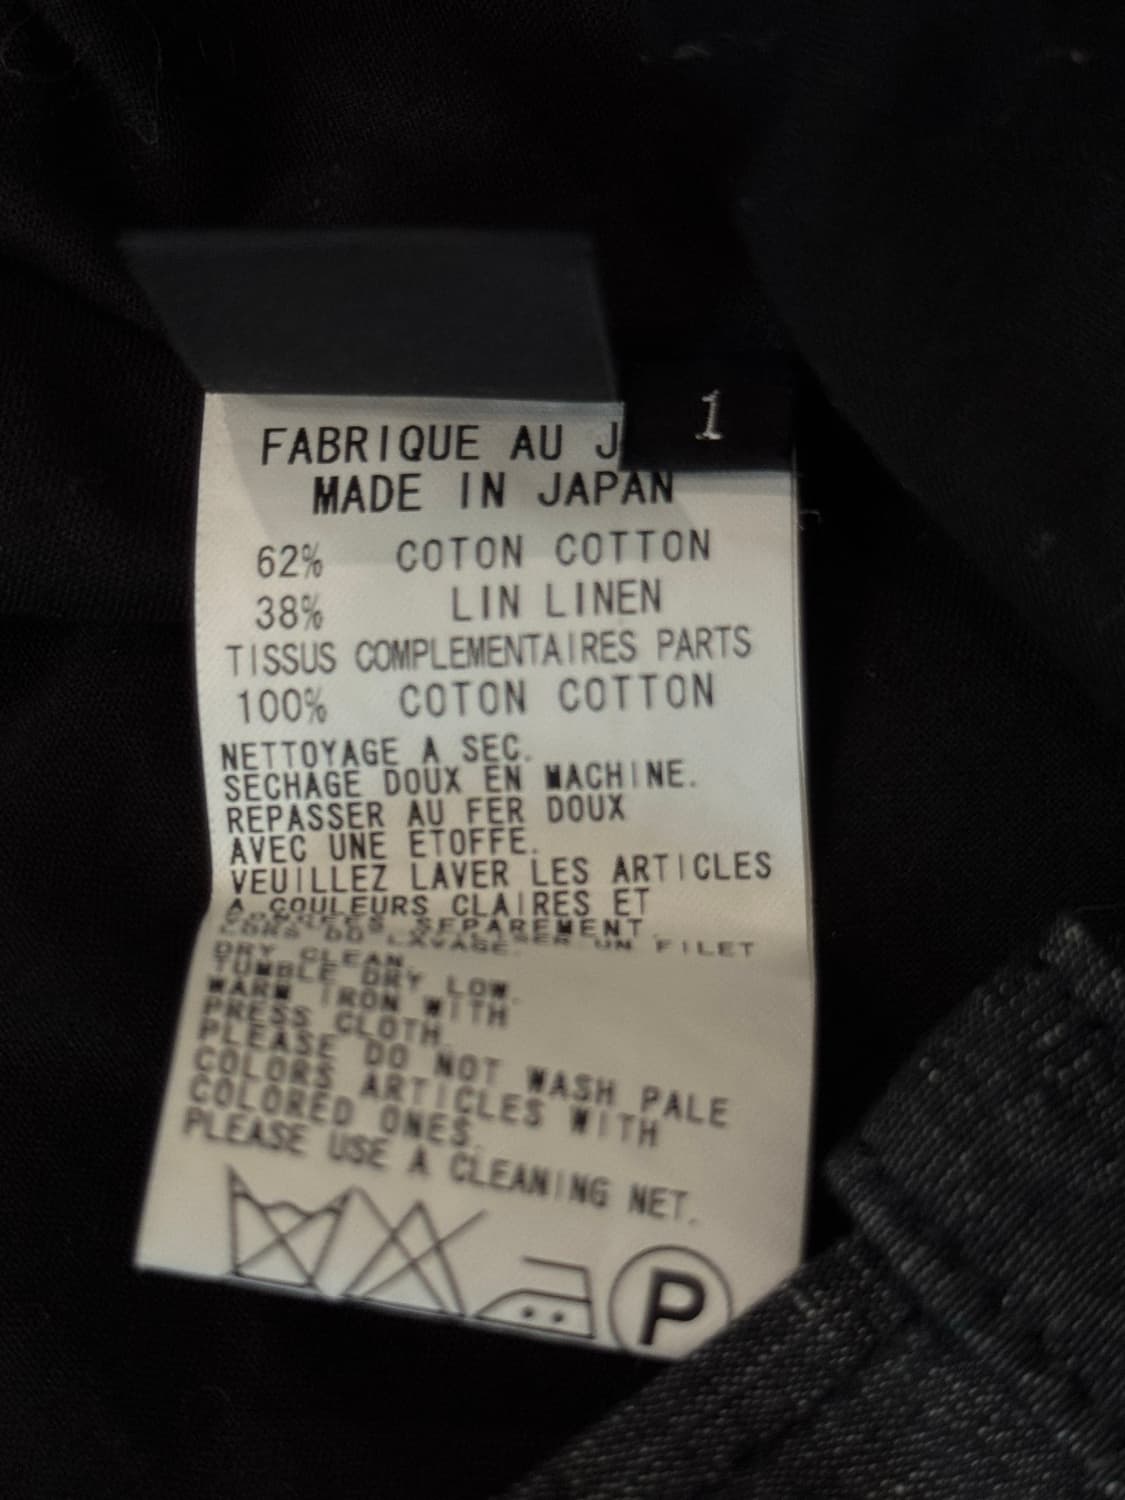 1
FABRIQUE AU J
MADE IN JAPAN
62% COTON COTTON
38% LIN LINEN
TISSUS COMPLEMENTAIRES PARTS
100% COTON COTTON
NETTOYAGE A SEC.
SECHAGE DOUX EN MACHINE.
REPASSER AU FER DOUX
AVEC UNE ETOFFE.
VEUILLEZ LAVER LES ARTICLES
A COULEURS CLAIRES ET
SEPAREMENT.
UN FILET
LAVAGE.
DRY CLEAN.
TUMBLE DRY LOW.
WARM IRON WITH
PRESS CLOTH.
PLEASE DO NOT WASH PALE
COLORS ARTICLES WITH
COLORED ONES.
PLEASE USE A CLEANING NET.
P